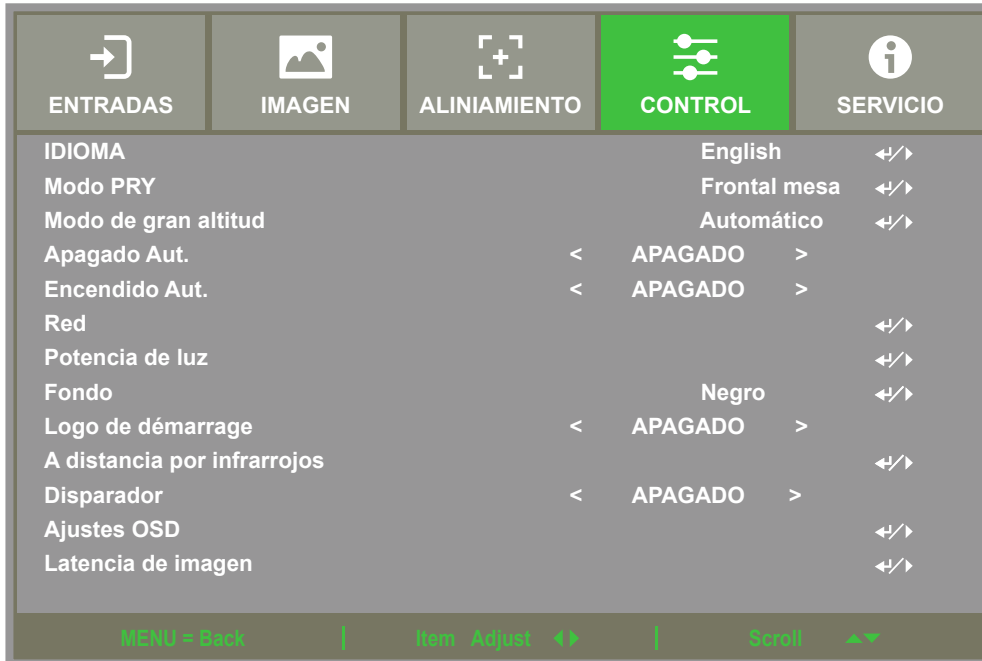 ENTRADAS IMAGEN ALINIAMIENTO CONTROL SERVICIO
IDIOMA English
Modo PRY Frontal mesa
Modo de gran altitud Automático
Apagado Aut. < APAGADO >
Encendido Aut. < APAGADO >
Red
Potencia de luz
Fondo Negro
Logo de démarrage < APAGADO >
A distancia por infrarrojos
Disparador < APAGADO >
Ajustes OSD
Latencia de imagen
MENU = Back | Item Adjust | Scroll